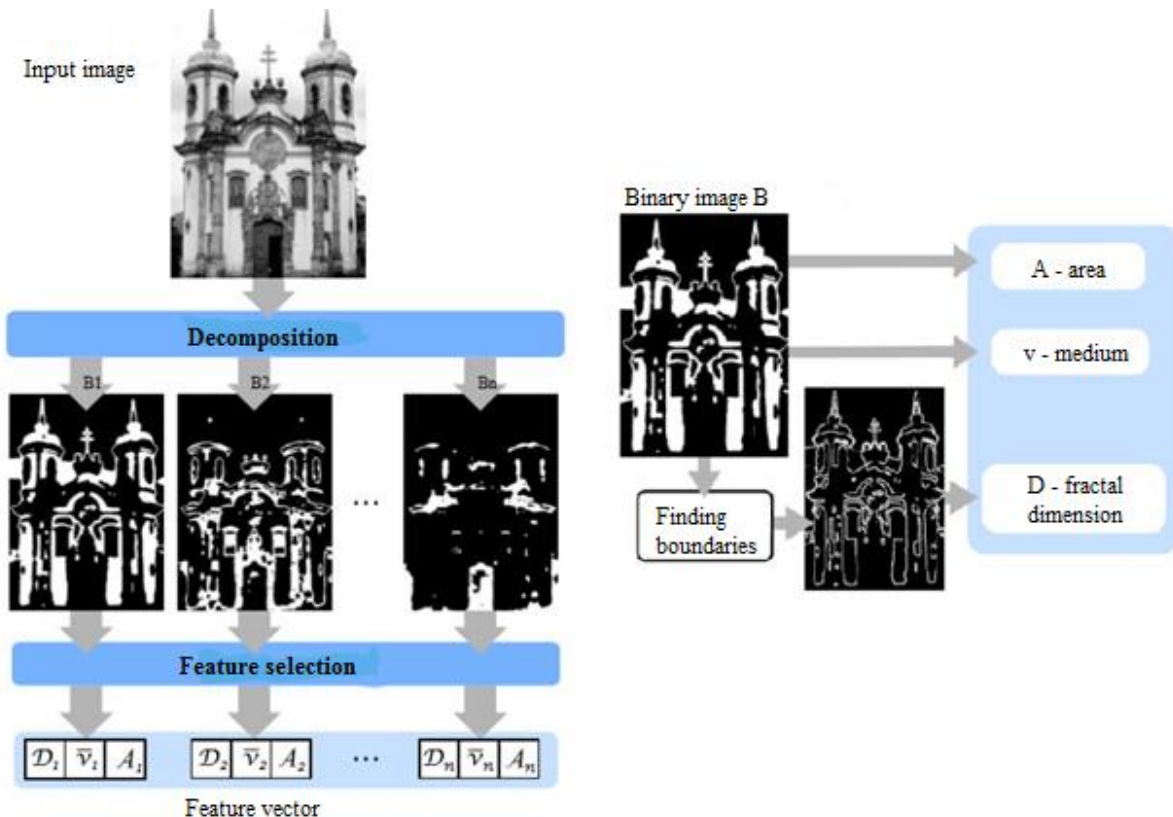 Input image
Decomposition
B1
B2
Bn
...
Feature selection
D₁ v̄₁ A₁
D₂ v̄₂ A₂
...
Dₙ v̄ₙ Aₙ
Feature vector
Binary image B
A - area
v - medium
Finding
boundaries
D - fractal
dimension